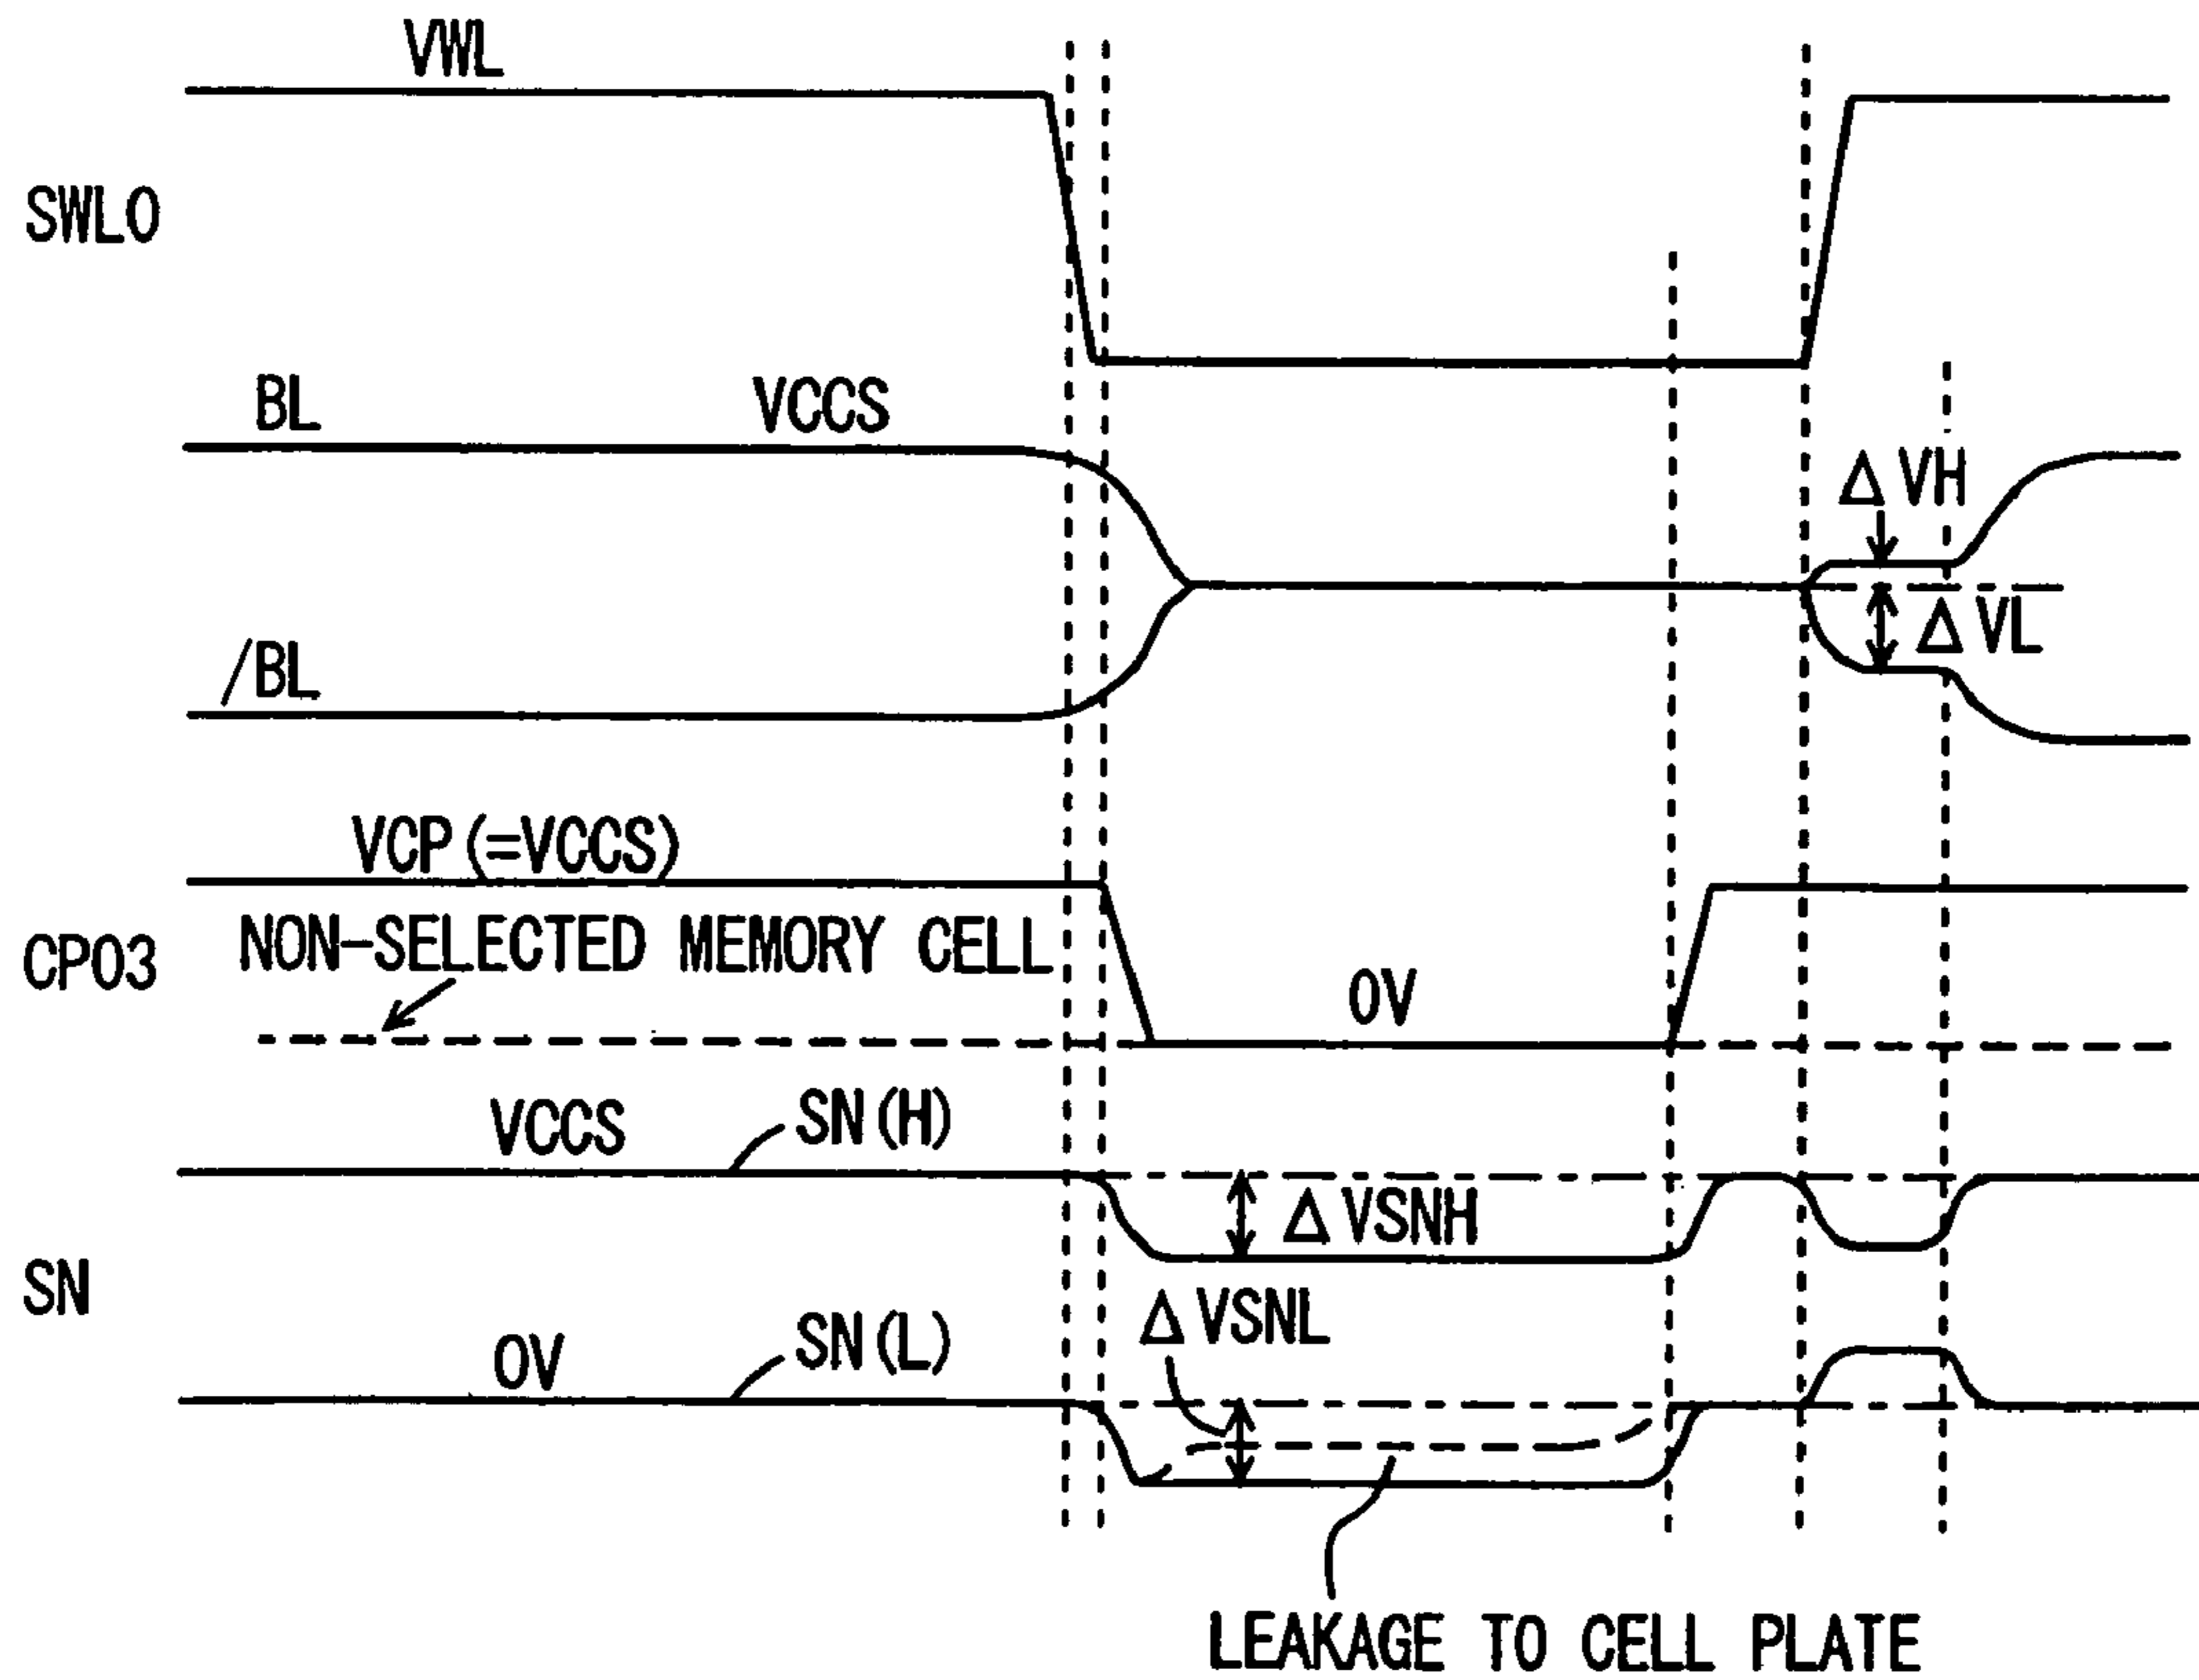 VWL
SWL0
BL
VCCS
ΔVH
ΔVL
/BL
VCP(=VCCS)
NON-SELECTED MEMORY CELL
CP03
0V
VCCS
SN(H)
ΔVSNH
SN
ΔVSNL
0V
SN(L)
LEAKAGE TO CELL PLATE